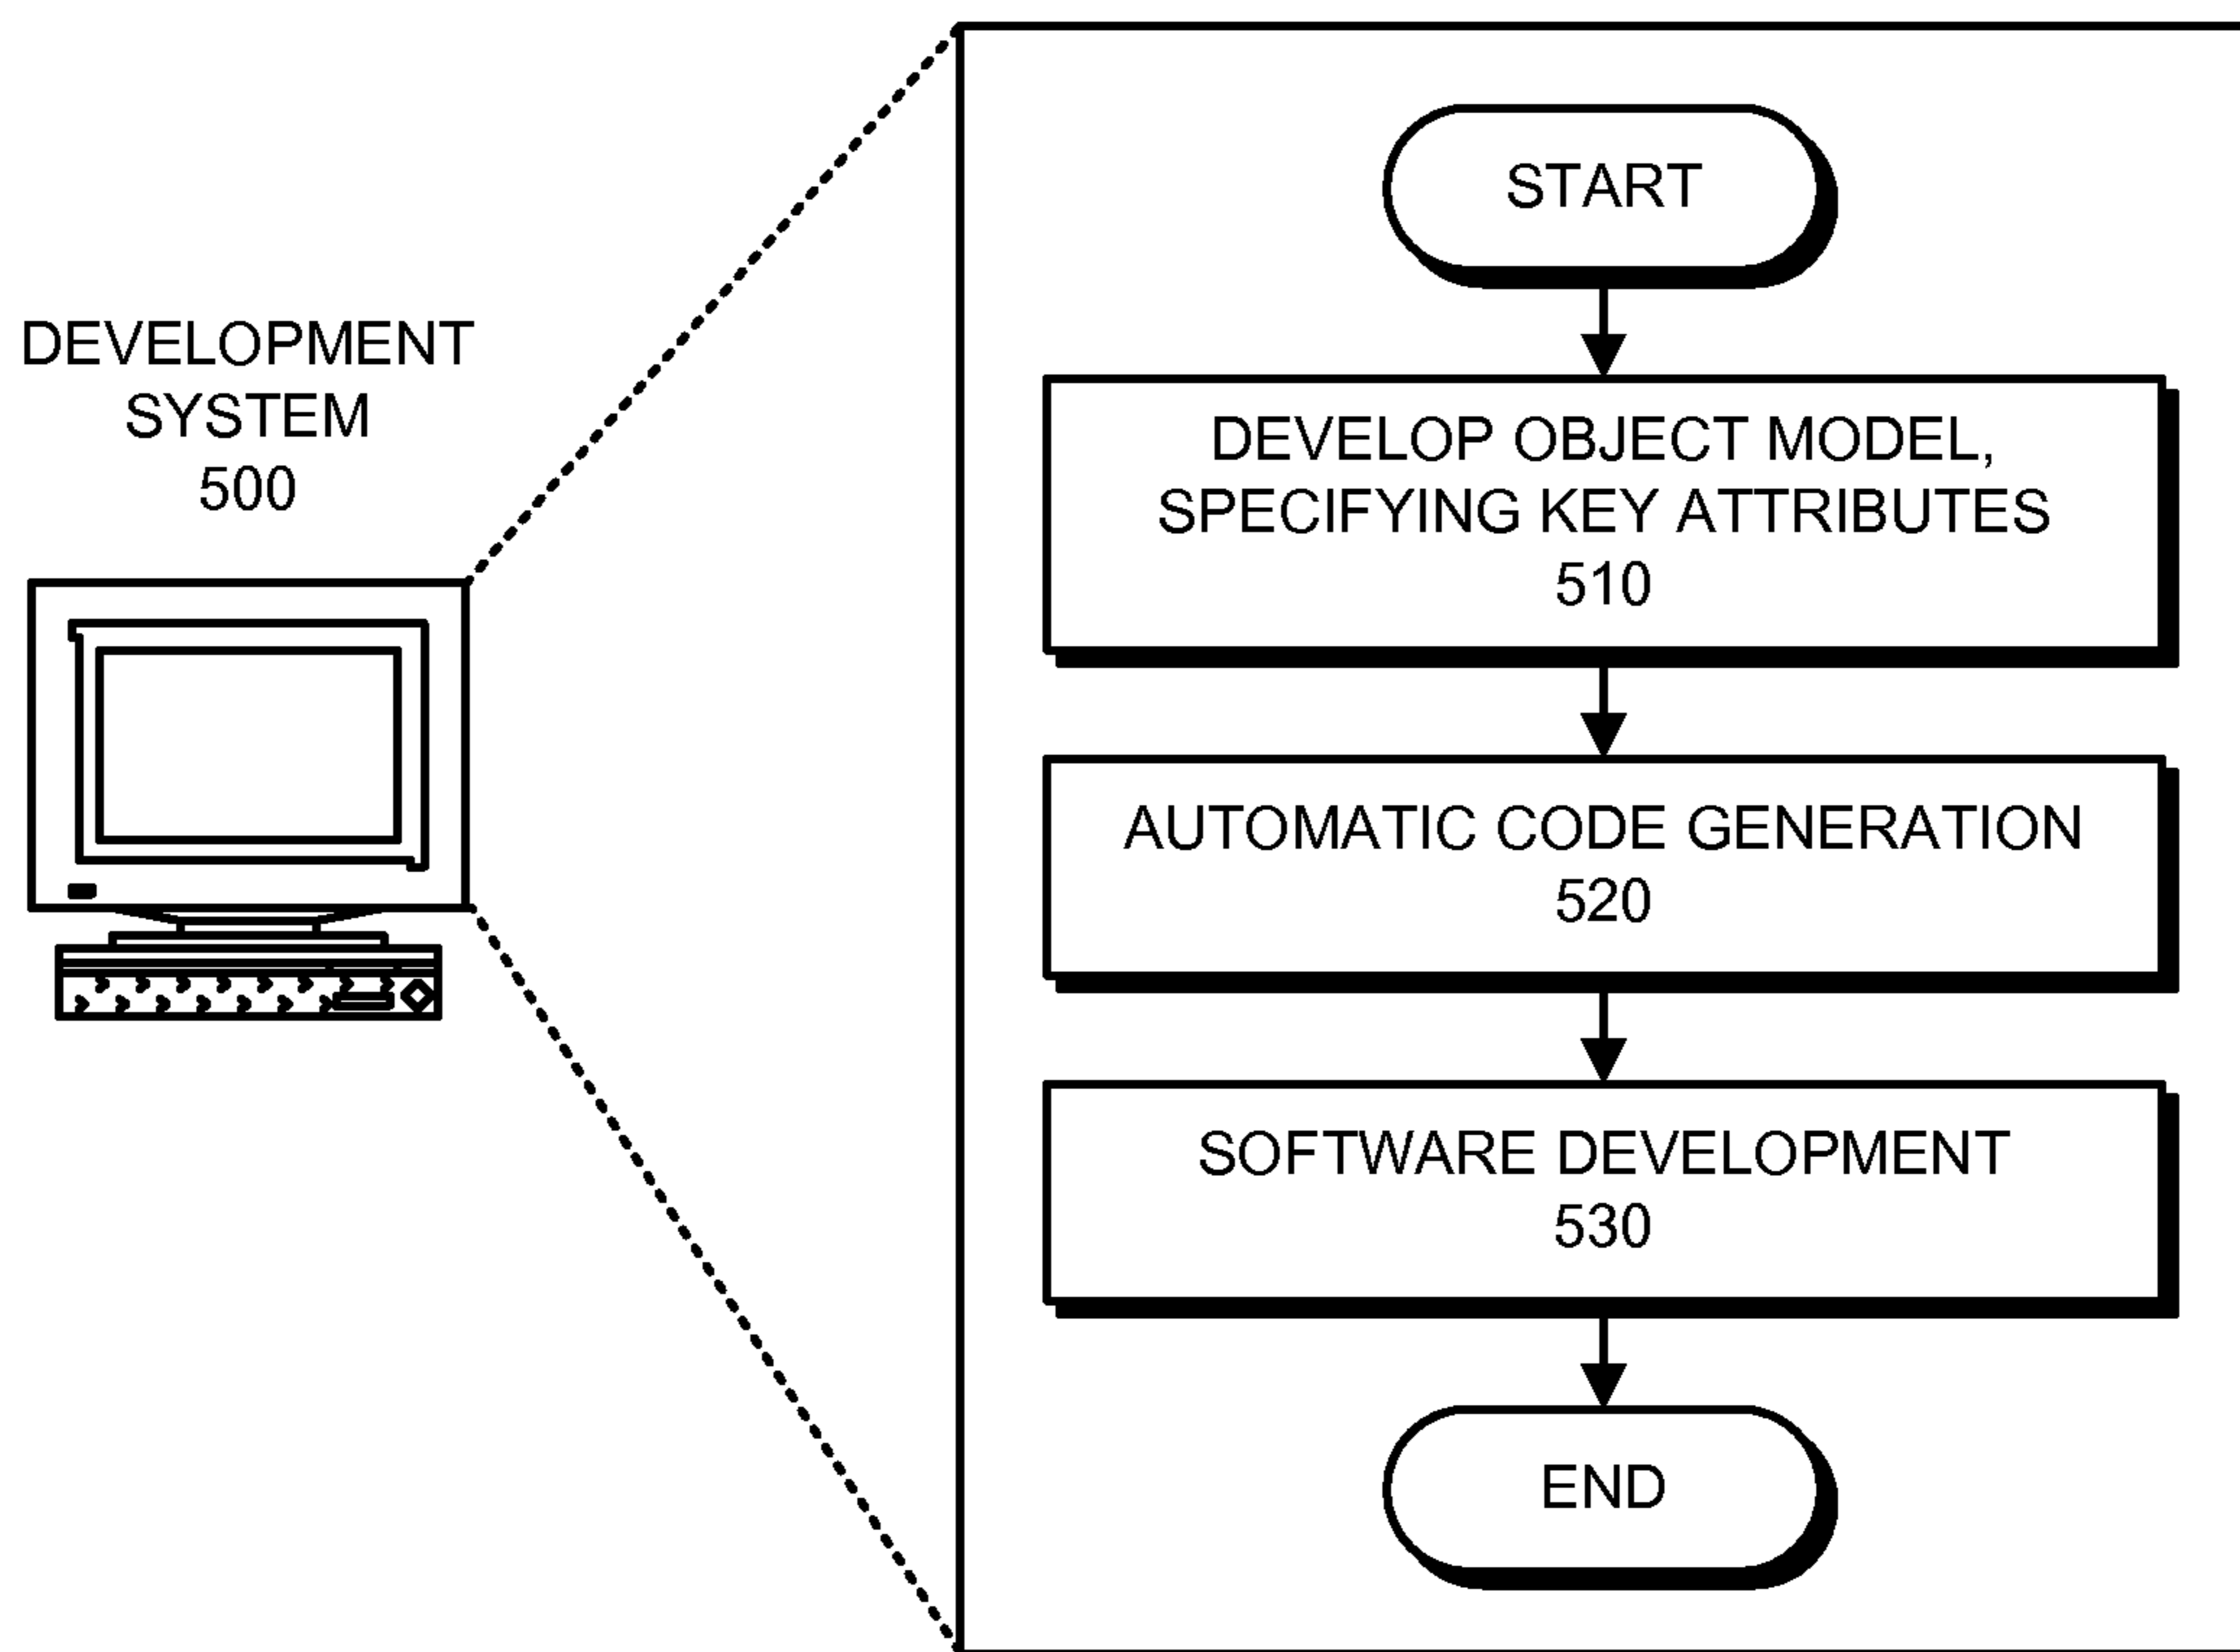 DEVELOPMENT
SYSTEM
500
START
DEVELOP OBJECT MODEL,
SPECIFYING KEY ATTRIBUTES
510
AUTOMATIC CODE GENERATION
520
SOFTWARE DEVELOPMENT
530
END